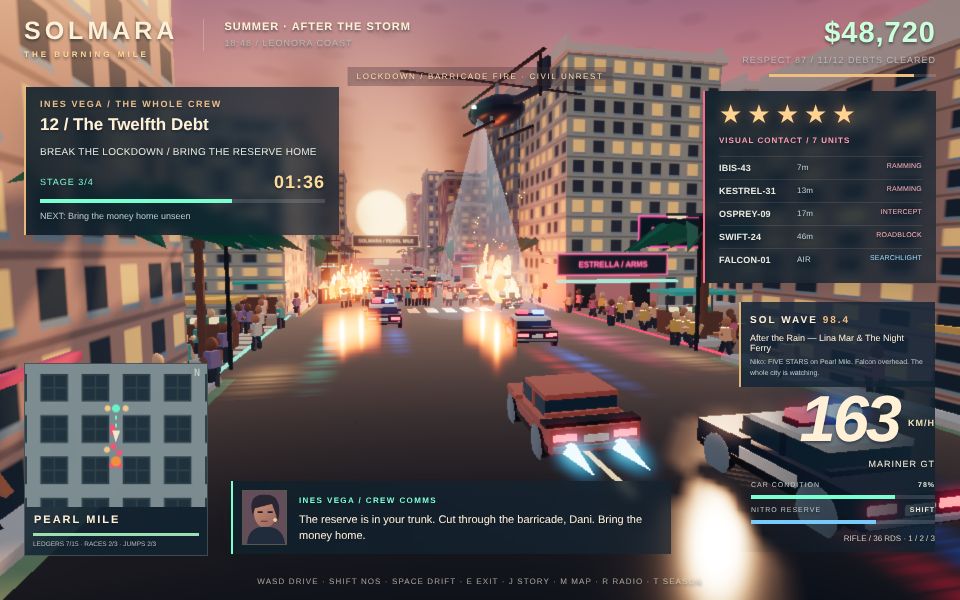 SOLMARA
THE BURNING MILE
SUMMER · AFTER THE STORM
18:48 / LEONORA COAST
$48,720
RESPECT 87 / 11/12 DEBTS CLEARED
LOCKDOWN / BARRICADE FIRE · CIVIL UNREST
INES VEGA / THE WHOLE CREW
12 / The Twelfth Debt
BREAK THE LOCKDOWN / BRING THE RESERVE HOME
STAGE 3/4
01:36
NEXT: Bring the money home unseen
★★★★★
VISUAL CONTACT / 7 UNITS
IBIS-43 7m RAMMING
KESTREL-31 13m RAMMING
OSPREY-09 17m INTERCEPT
SWIFT-24 46m ROADBLOCK
FALCON-01 AIR SEARCHLIGHT
SOLMARA / PEARL MILE
ESTRELLA / ARMS
SOL WAVE 98.4
After the Rain — Lina Mar & The Night
Ferry
Niko: FIVE STARS on Pearl Mile. Falcon overhead. The
whole city is watching.
163 KM/H
MARINER GT
CAR CONDITION 78%
NITRO RESERVE SHIFT
RIFLE / 36 RDS · 1 / 2 / 3
N
PEARL MILE
LEDGERS 7/15 · RACES 2/3 · JUMPS 2/3
INES VEGA / CREW COMMS
The reserve is in your trunk. Cut through the barricade, Dani. Bring the
money home.
WASD DRIVE · SHIFT NOS · SPACE DRIFT · E EXIT · J STORY · M MAP · R RADIO · T SEASON